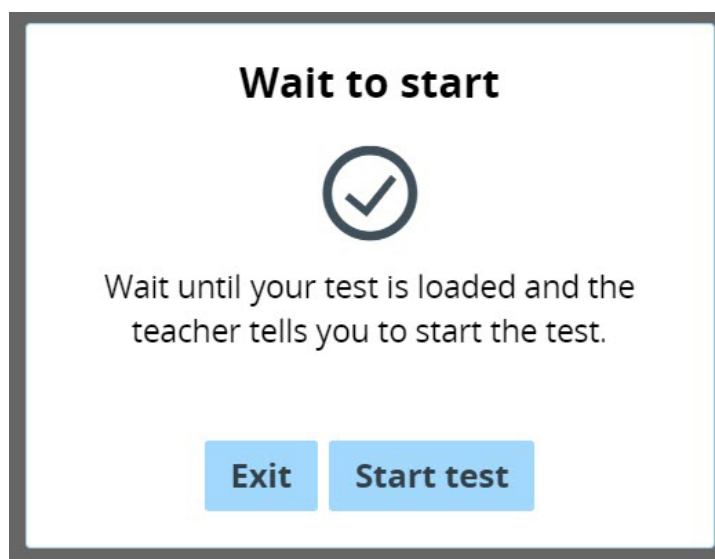 Wait to start
Wait until your test is loaded and the
teacher tells you to start the test.
Exit
Start test